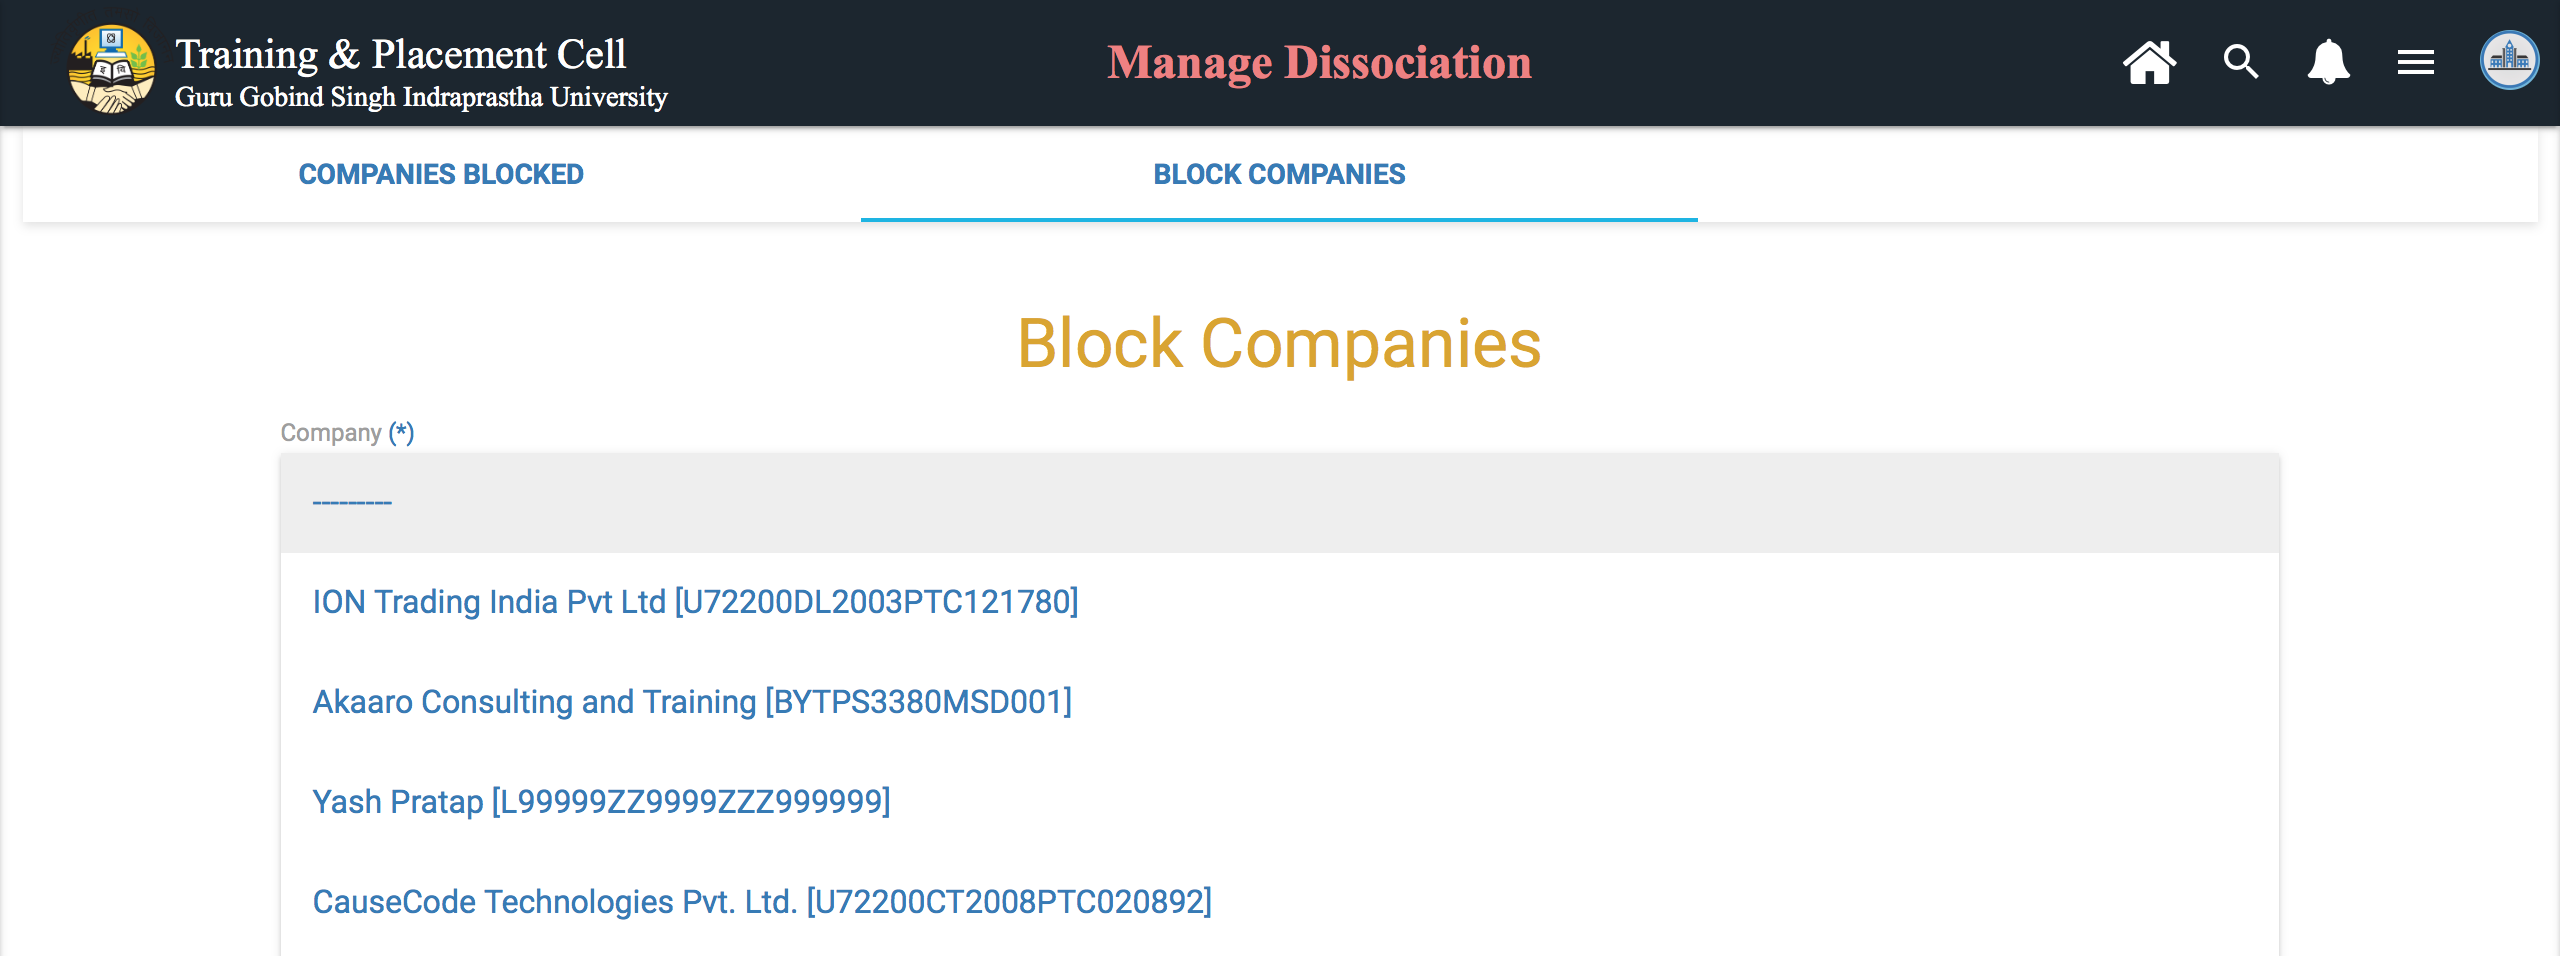 Training & Placement Cell
Guru Gobind Singh Indraprastha University
Manage Dissociation
COMPANIES BLOCKED
BLOCK COMPANIES
Block Companies
Company (*)
---------
ION Trading India Pvt Ltd [U72200DL2003PTC121780]
Akaaro Consulting and Training [BYTPS3380MSD001]
Yash Pratap [L99999ZZ9999ZZZ999999]
CauseCode Technologies Pvt. Ltd. [U72200CT2008PTC020892]